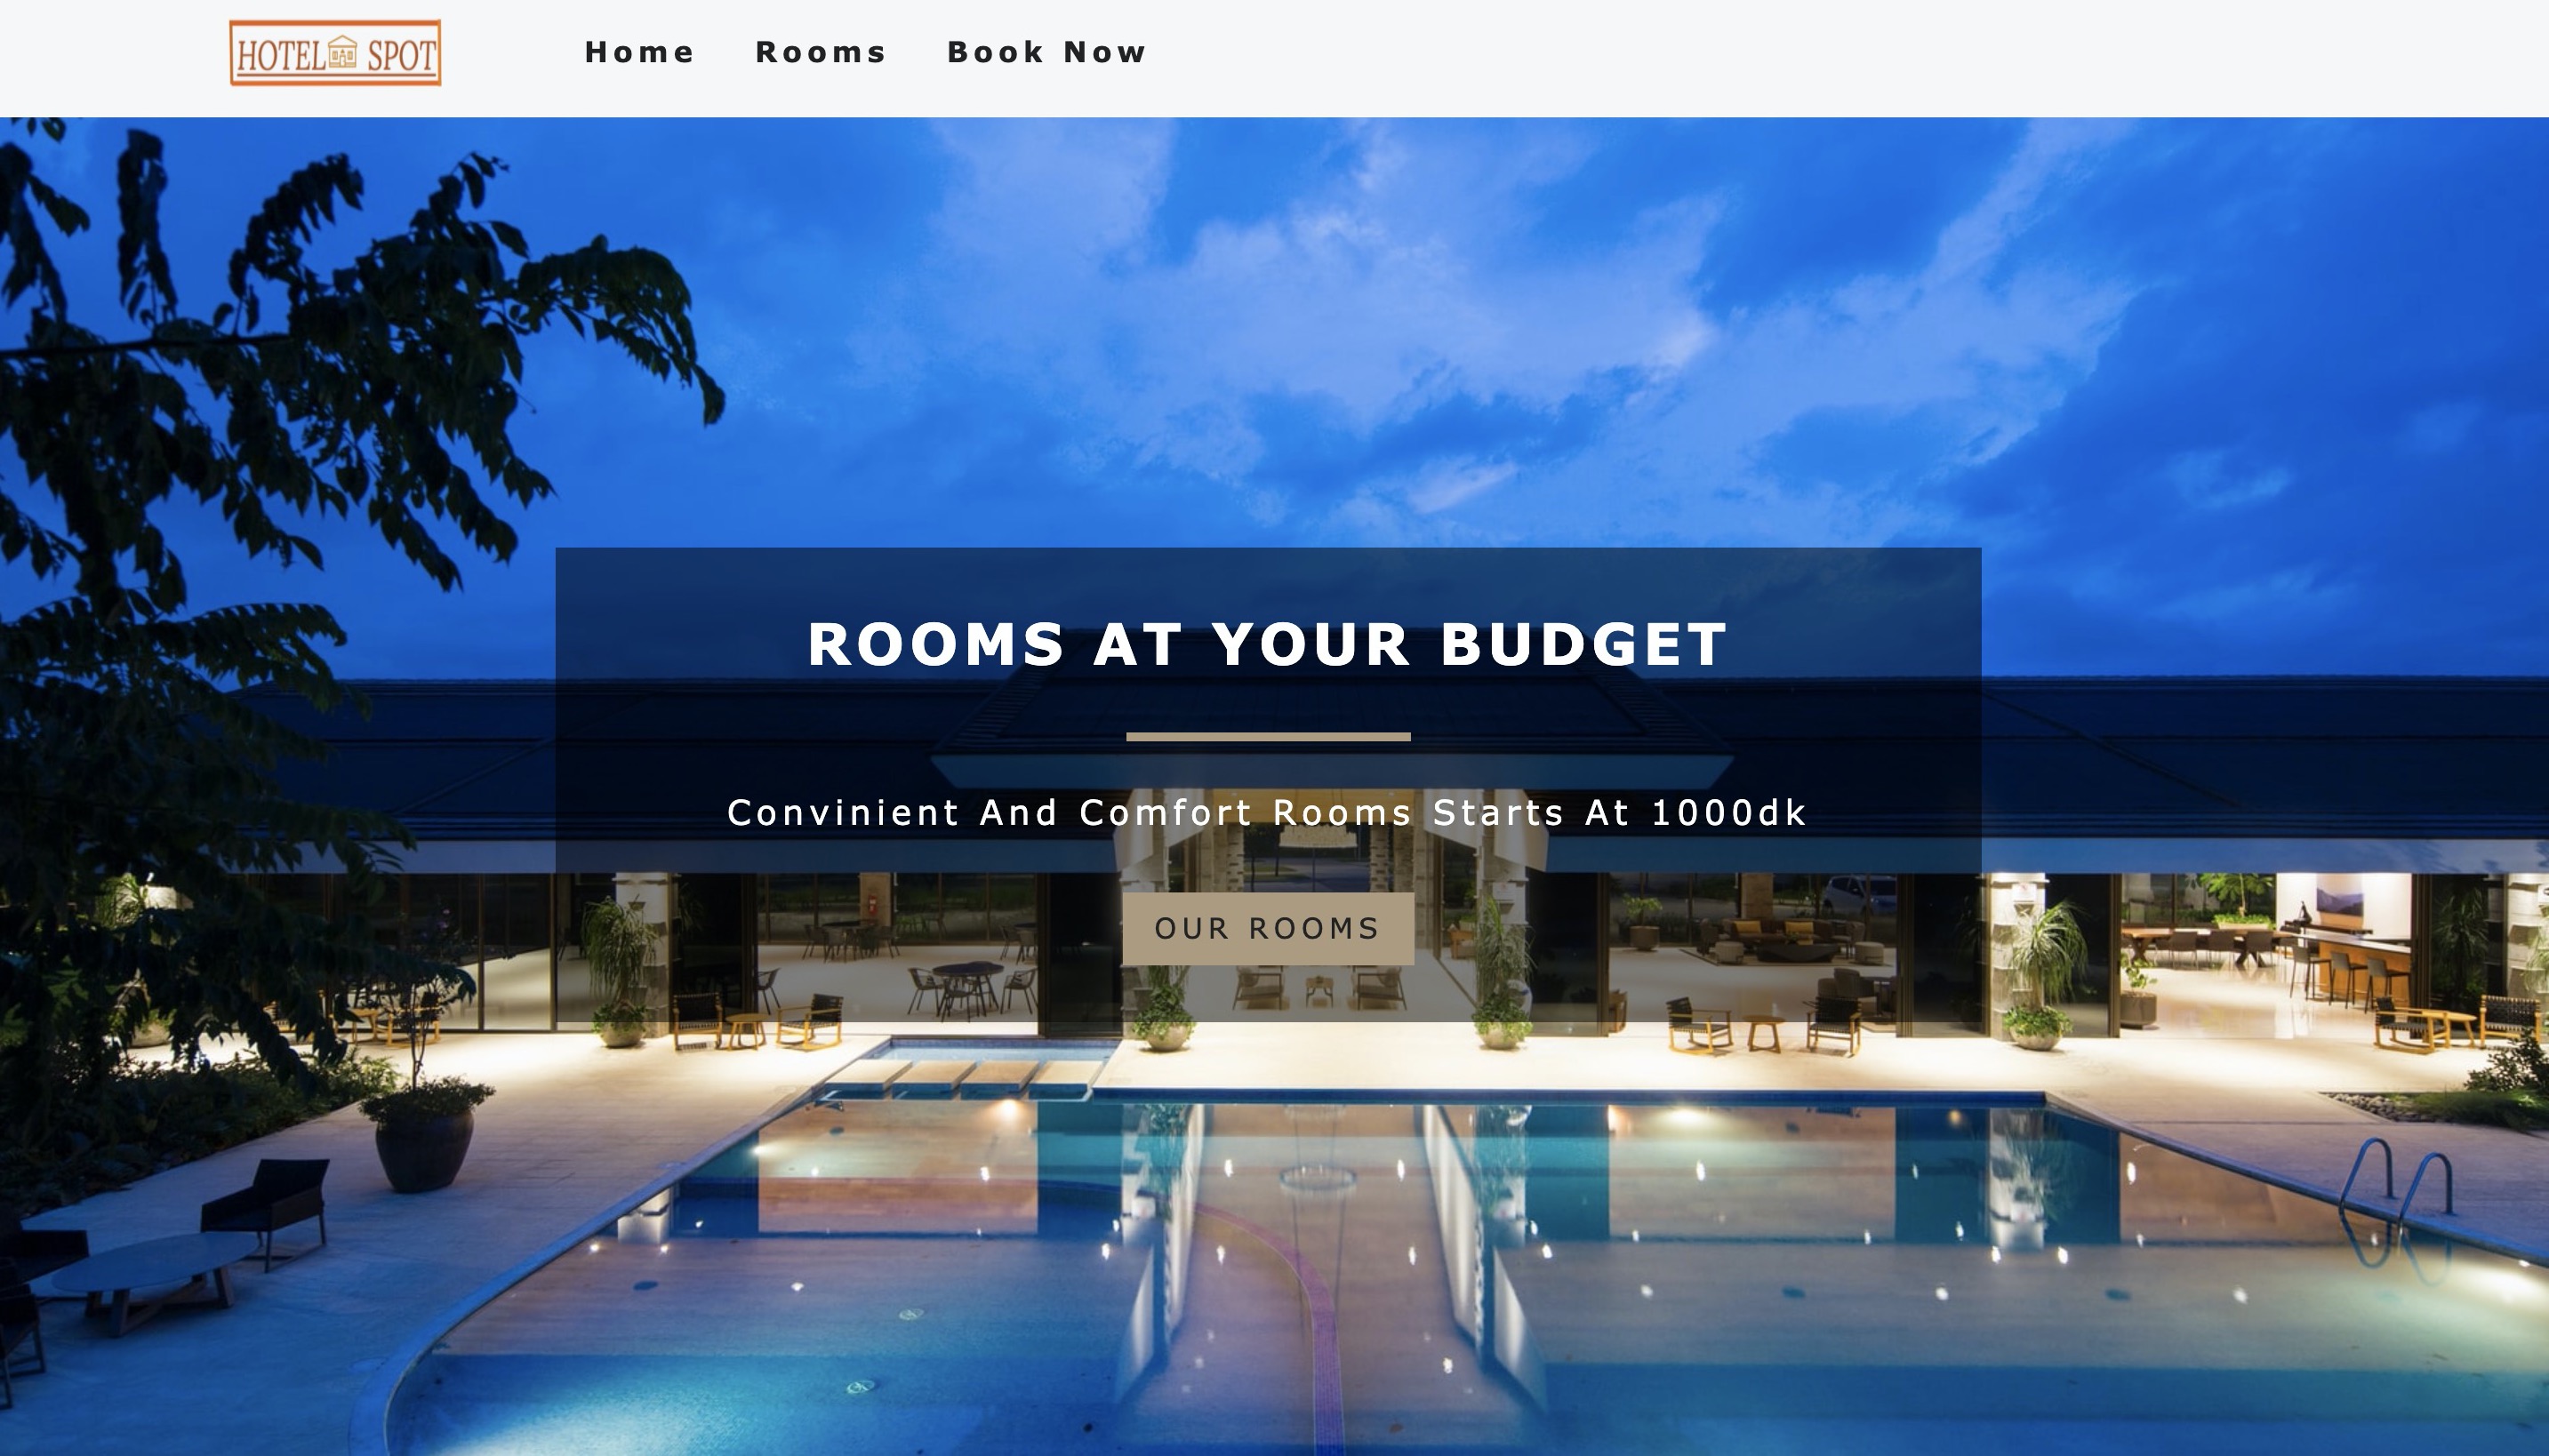 HOTEL SPOT
Home Rooms Book Now
ROOMS AT YOUR BUDGET
Convinient And Comfort Rooms Starts At 1000dk
OUR ROOMS